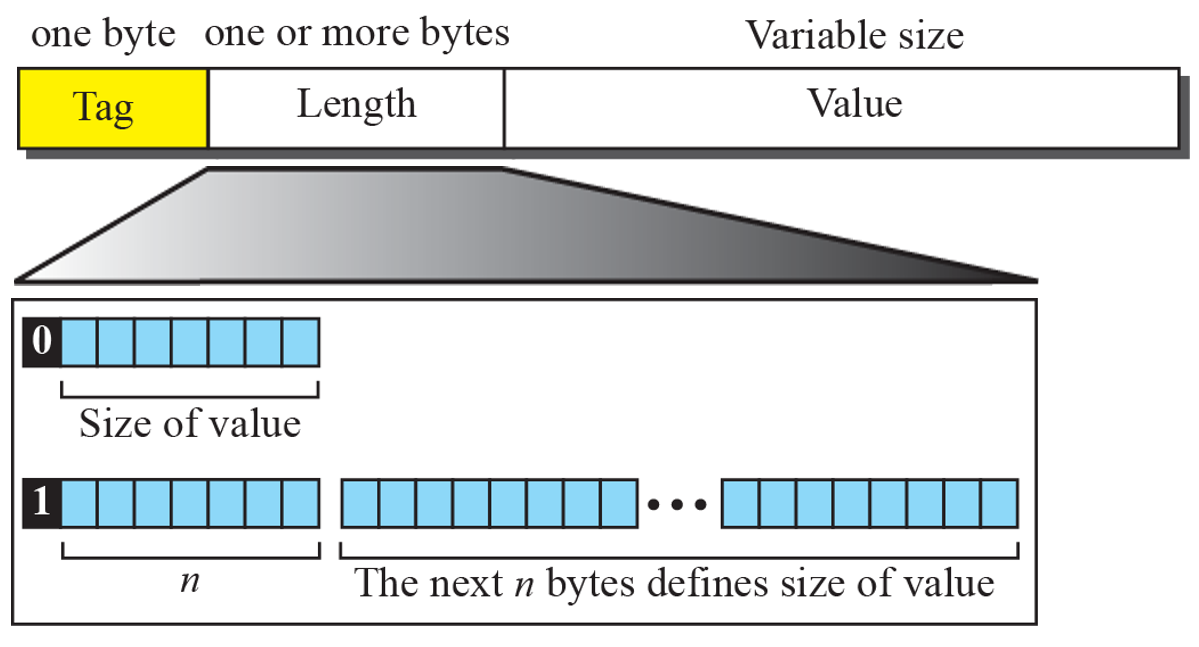 one byte one or more bytes Variable size
Tag Length Value
0
Size of value
1
n The next n bytes defines size of value